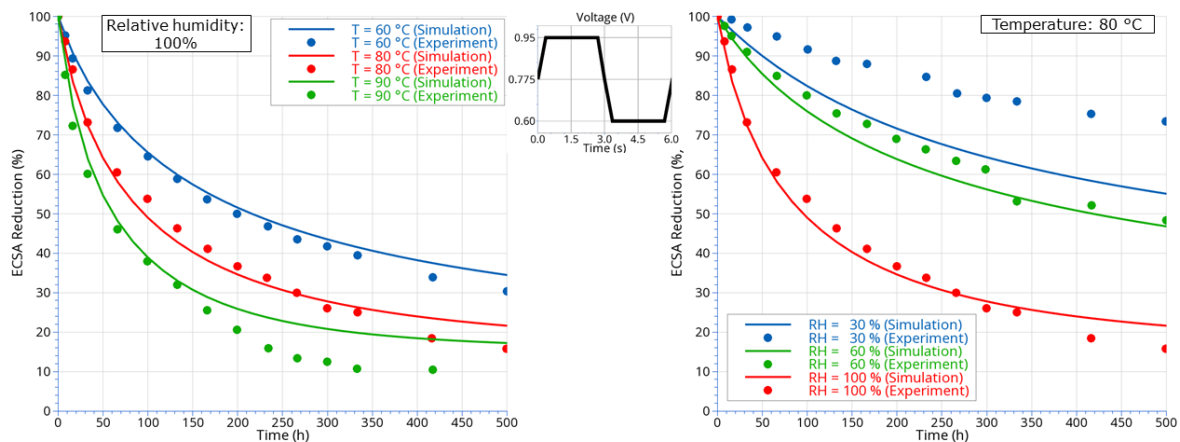 Relative humidity:
100%
T = 60 °C (Simulation)
T = 60 °C (Experiment)
T = 80 °C (Simulation)
T = 80 °C (Experiment)
T = 90 °C (Simulation)
T = 90 °C (Experiment)
ECSA Reduction (%)
100
90
80
70
60
50
40
30
20
10
0
0
50
100
150
200
250
300
350
400
450
500
Time (h)
Voltage (V)
0.95
0.775
0.60
0.0
1.5
3.0
4.5
6.0
Time (s)
Temperature: 80 °C
ECSA Reduction (%,
100
90
80
70
60
50
40
30
20
10
0
RH = 30 % (Simulation)
RH = 30 % (Experiment)
RH = 60 % (Simulation)
RH = 60 % (Experiment)
RH = 100 % (Simulation)
RH = 100 % (Experiment)
0
50
100
150
200
250
300
350
400
450
500
Time (h)